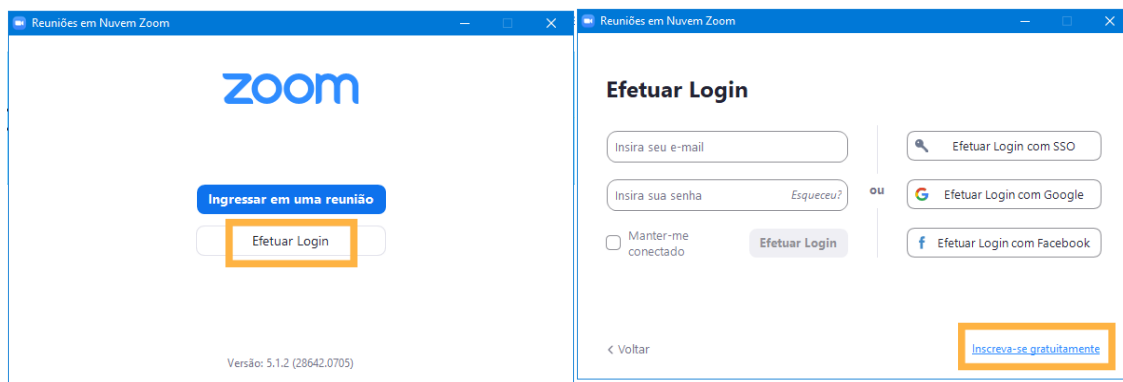 Reuniões em Nuvem Zoom
zoom
Ingressar em uma reunião
Efetuar Login
Versão: 5.1.2 (28642.0705)
Reuniões em Nuvem Zoom
Efetuar Login
Insira seu e-mail
Insira sua senha Esqueceu?
Manter-me
conectado
Efetuar Login
ou
Efetuar Login com SSO
Efetuar Login com Google
Efetuar Login com Facebook
< Voltar
Inscreva-se gratuitamente